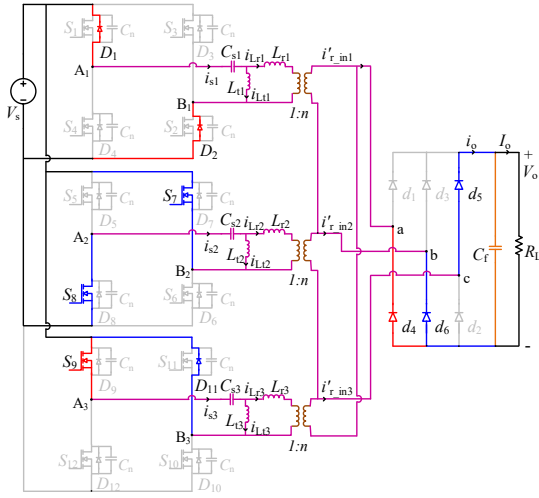 S1 D1 Cn S3 D3 Cn
Vs
A1 is1 Cs1 iLr1 Lr1 i'r_in1
Lt1 iLt1
B1
1:n
S4 D4 Cn S2 D2 Cn
S5 D5 Cn S7 D7 Cn
A2 is2 Cs2 iLr2 Lr2 i'r_in2
Lt2 iLt2
B2
1:n
S8 D8 Cn S6 D6 Cn
S9 D9 Cn S11 D11 Cn
A3 is3 Cs3 iLr3 Lr3 i'r_in3
Lt3 iLt3
B3
1:n
S12 D12 Cn S10 D10 Cn
io Io
+
d1 d3 d5 Vo
a
b
c
Cf RL
d4 d6 d2
-